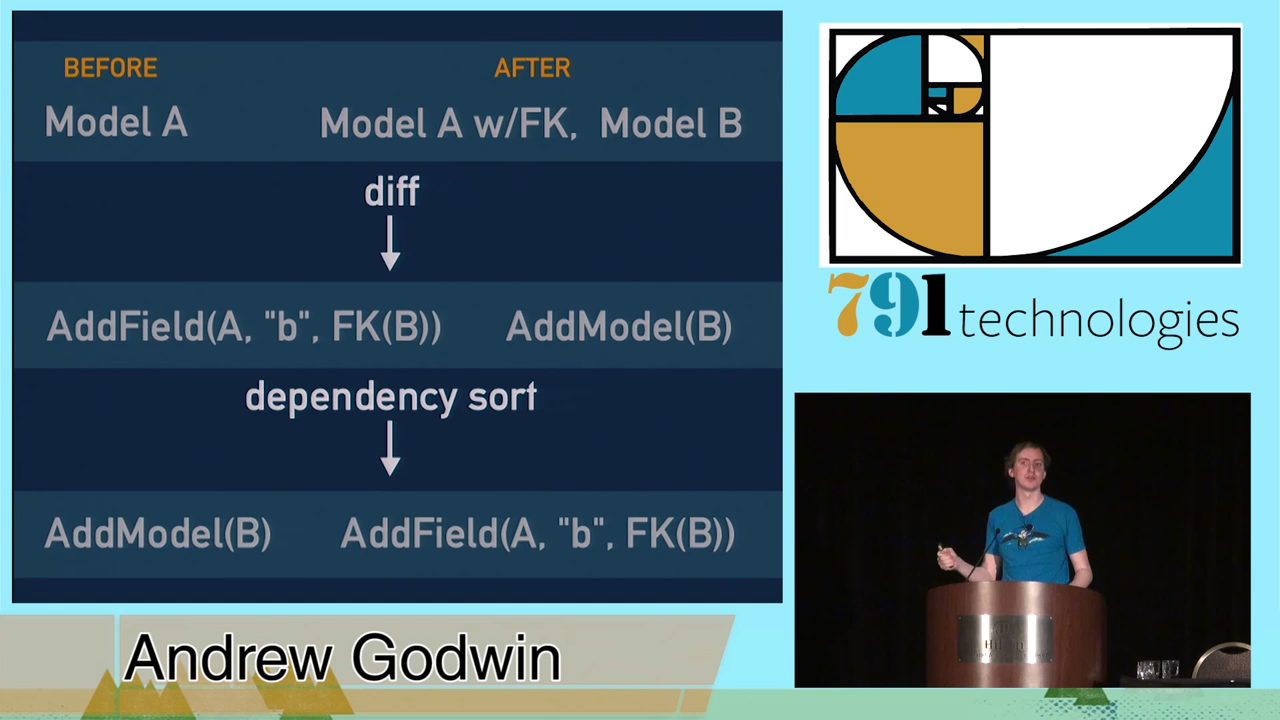 BEFORE AFTER
Model A Model A w/FK, Model B
diff
AddField(A, "b", FK(B)) AddModel(B)
dependency sort
AddModel(B) AddField(A, "b", FK(B))
Andrew Godwin
791 technologies